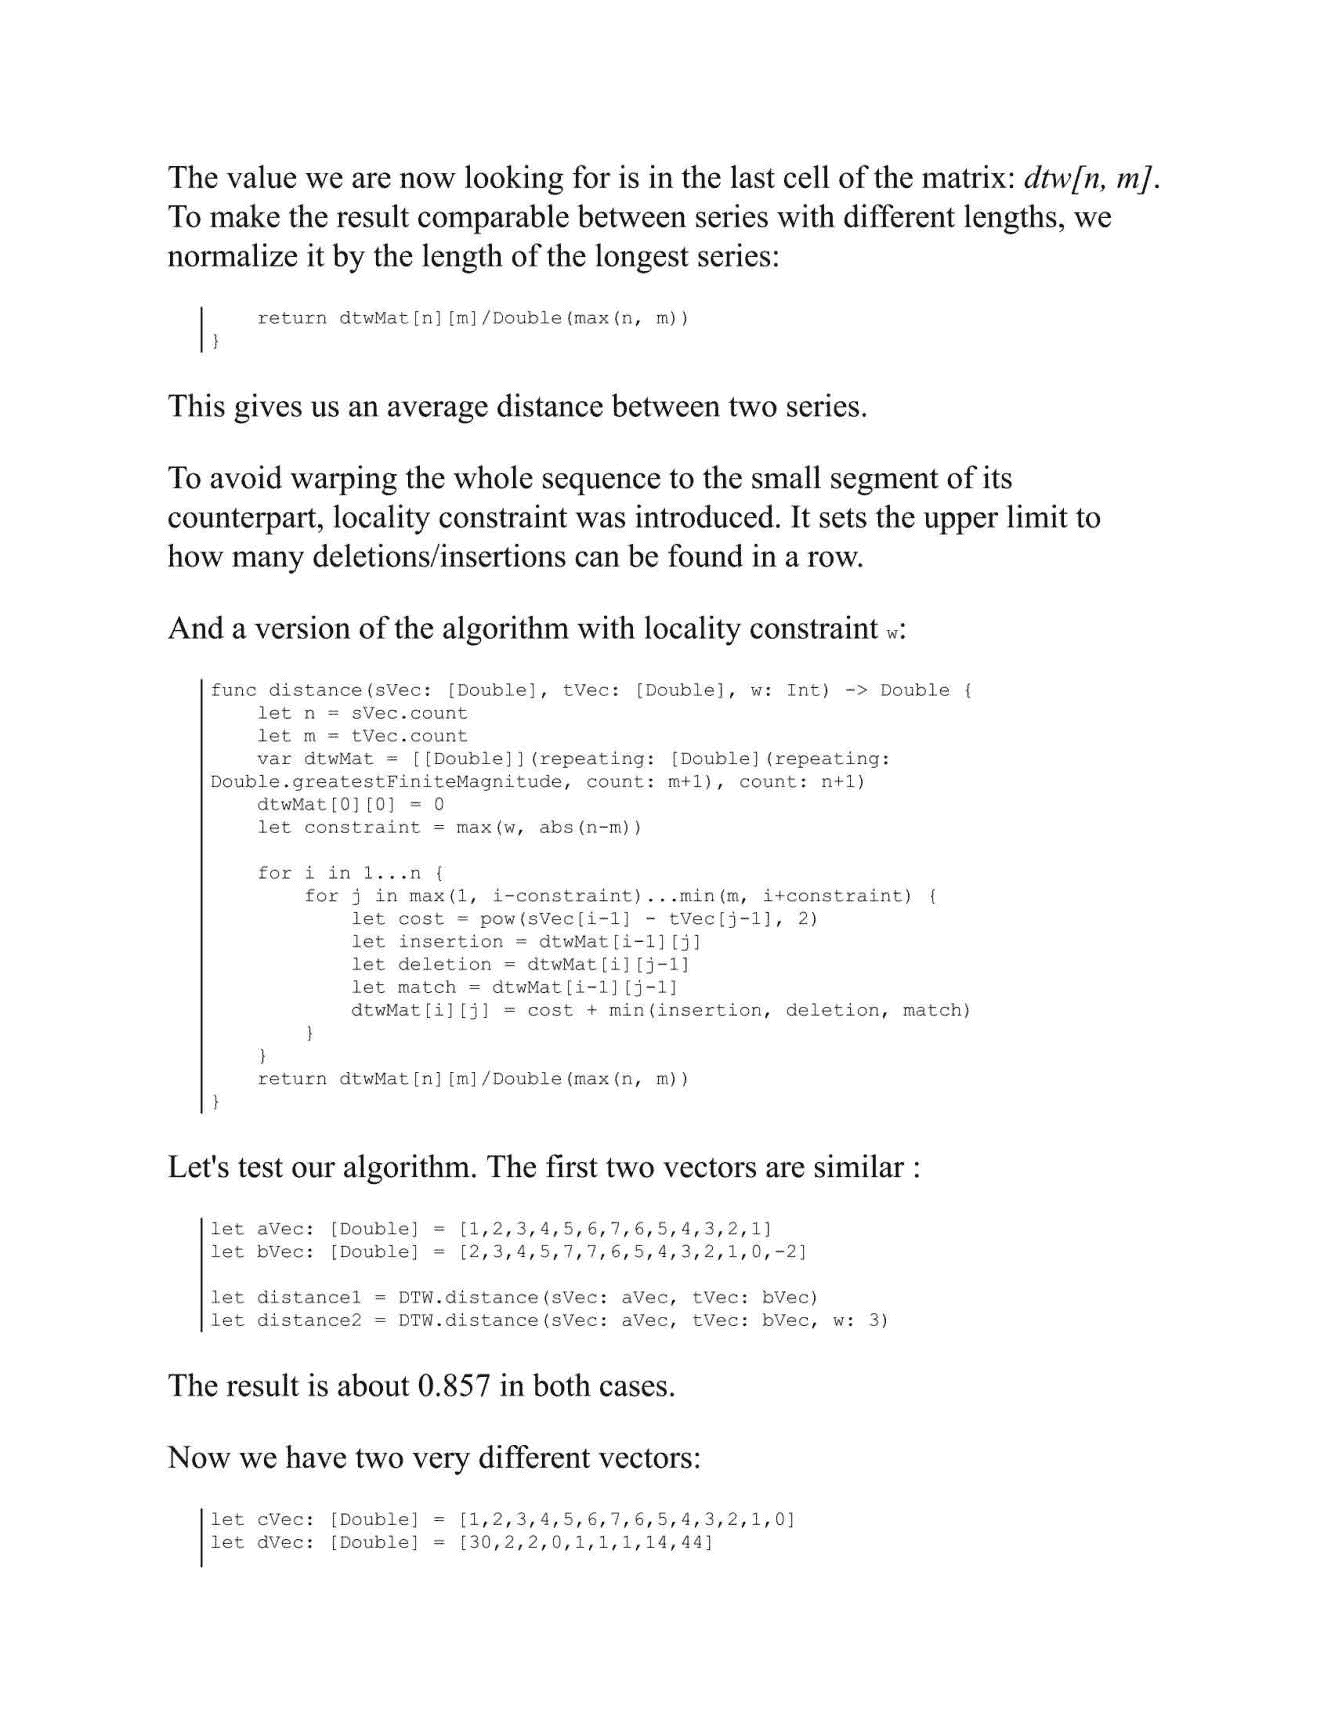 The value we are now looking for is in the last cell of the matrix: dtw[n, m].
To make the result comparable between series with different lengths, we
normalize it by the length of the longest series:
    return dtwMat[n][m]/Double(max(n, m))
}
This gives us an average distance between two series.
To avoid warping the whole sequence to the small segment of its
counterpart, locality constraint was introduced. It sets the upper limit to
how many deletions/insertions can be found in a row.
And a version of the algorithm with locality constraint w:
func distance(sVec: [Double], tVec: [Double], w: Int) -> Double {
    let n = sVec.count
    let m = tVec.count
    var dtwMat = [[Double]](repeating: [Double](repeating:
Double.greatestFiniteMagnitude, count: m+1), count: n+1)
    dtwMat[0][0] = 0
    let constraint = max(w, abs(n-m))
    for i in 1...n {
        for j in max(1, i-constraint)...min(m, i+constraint) {
            let cost = pow(sVec[i-1] - tVec[j-1], 2)
            let insertion = dtwMat[i-1][j]
            let deletion = dtwMat[i][j-1]
            let match = dtwMat[i-1][j-1]
            dtwMat[i][j] = cost + min(insertion, deletion, match)
        }
    }
    return dtwMat[n][m]/Double(max(n, m))
}
Let's test our algorithm. The first two vectors are similar :
let aVec: [Double] = [1,2,3,4,5,6,7,6,5,4,3,2,1]
let bVec: [Double] = [2,3,4,5,7,7,6,5,4,3,2,1,0,-2]
let distance1 = DTW.distance(sVec: aVec, tVec: bVec)
let distance2 = DTW.distance(sVec: aVec, tVec: bVec, w: 3)
The result is about 0.857 in both cases.
Now we have two very different vectors:
let cVec: [Double] = [1,2,3,4,5,6,7,6,5,4,3,2,1,0]
let dVec: [Double] = [30,2,2,0,1,1,1,14,44]